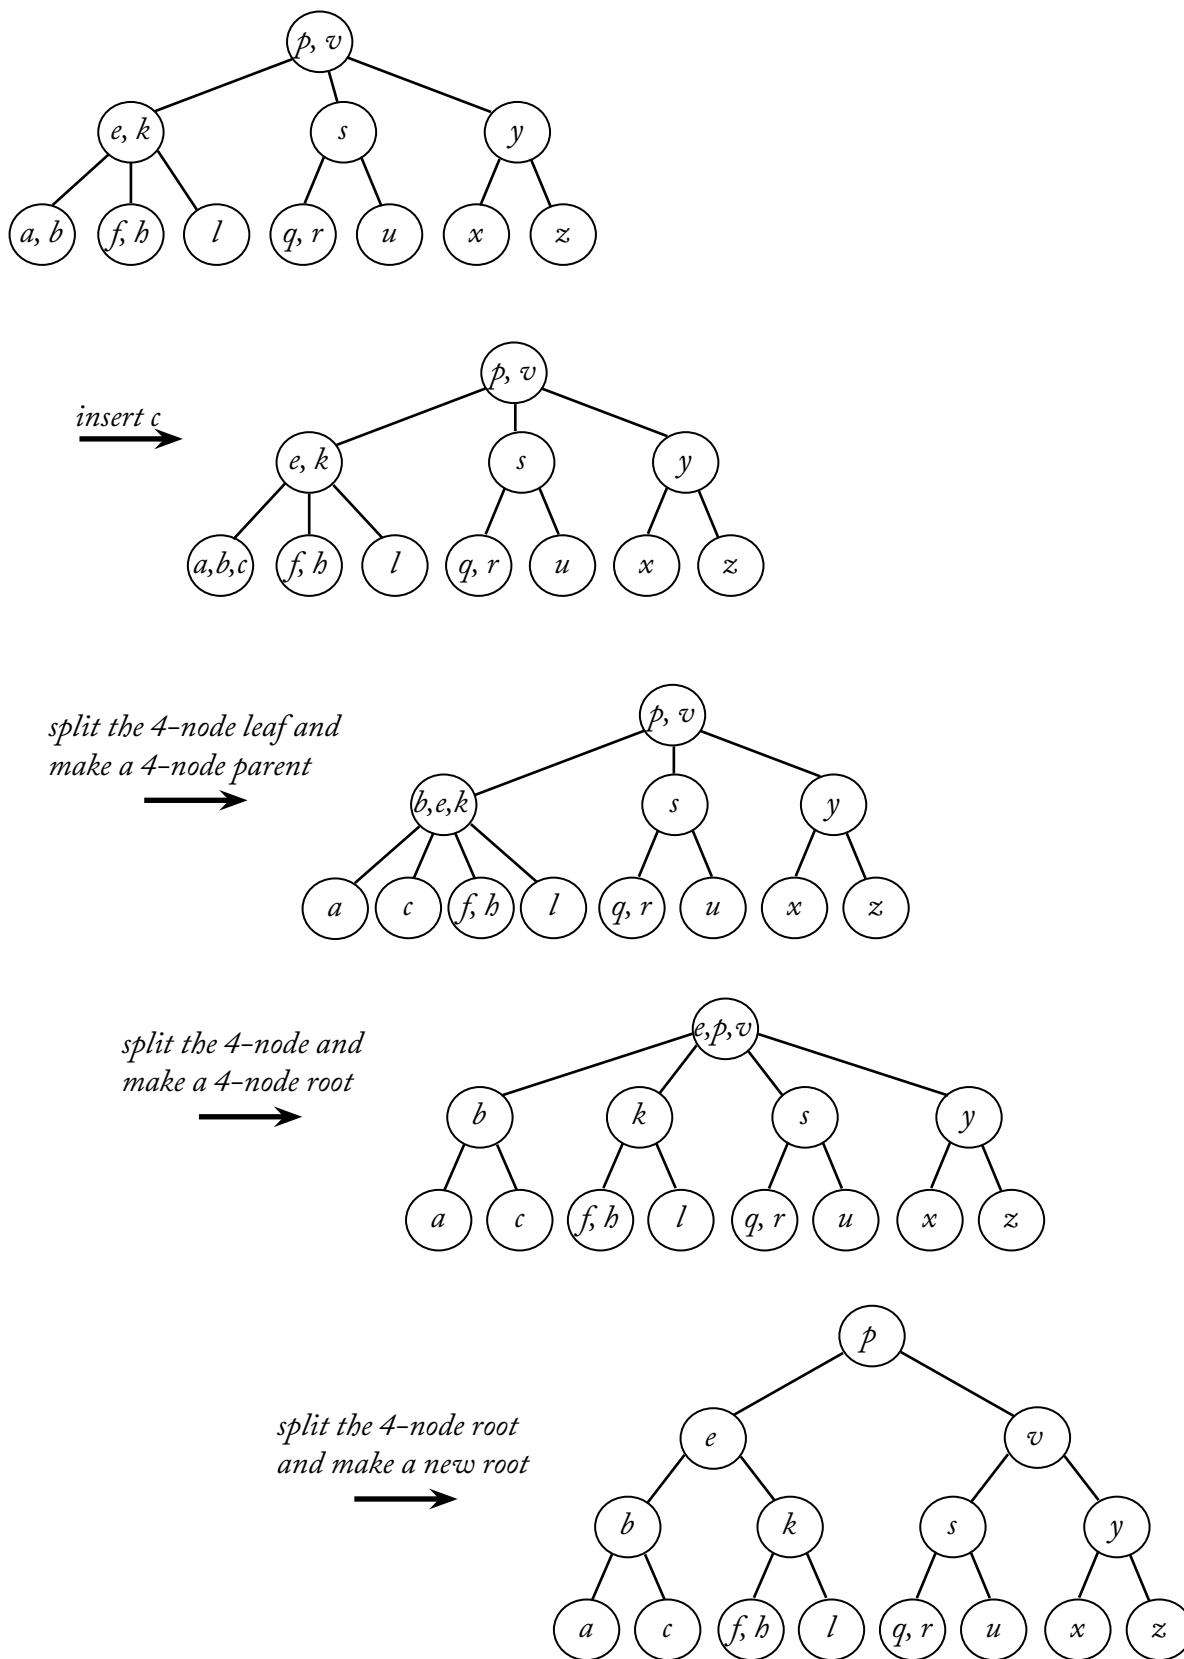 p, v
e, k s y
a, b f, h l q, r u x z
p, v
insert c
e, k s y
a,b,c f, h l q, r u x z
p, v
split the 4-node leaf and
make a 4-node parent
b,e,k s y
a c f, h l q, r u x z
e,p,v
split the 4-node and
make a 4-node root
b k s y
a c f, h l q, r u x z
p
split the 4-node root
and make a new root
e v
b k s y
a c f, h l q, r u x z